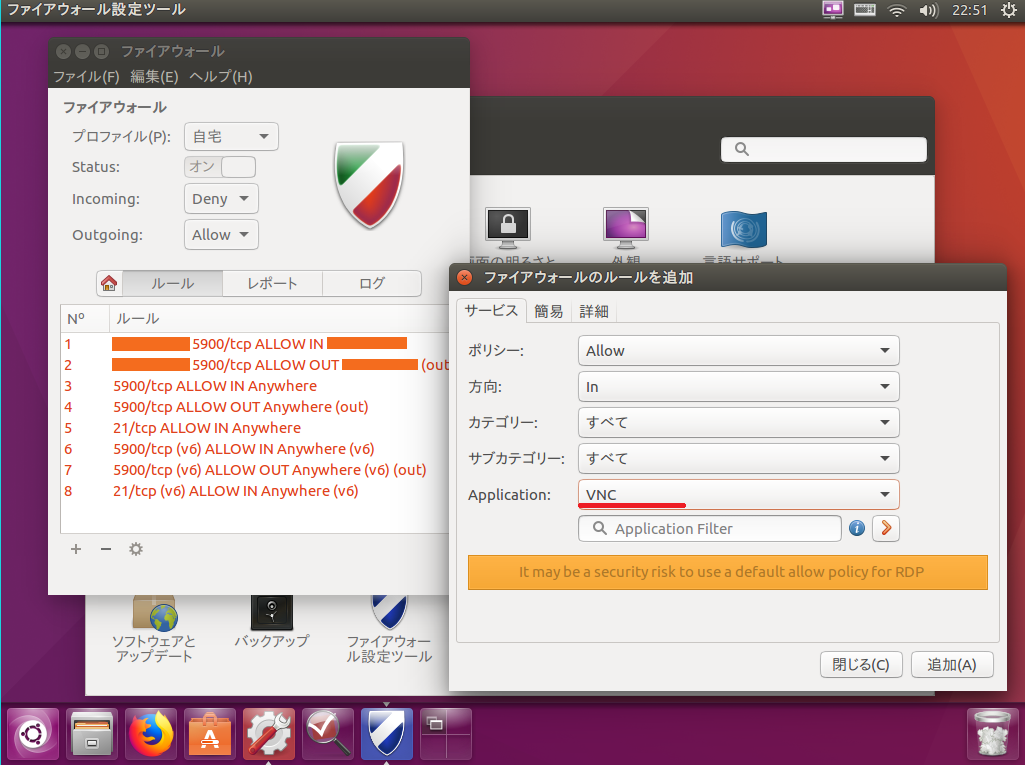 ファイアウォール設定ツール
22:51
ファイアウォール
ファイル(F) 編集(E) ヘルプ(H)
ファイアウォール
プロファイル(P): 自宅
Status: オン
Incoming: Deny
Outgoing: Allow
ルール レポート ログ
Nº ルール
1 5900/tcp ALLOW IN
2 5900/tcp ALLOW OUT (out
3 5900/tcp ALLOW IN Anywhere
4 5900/tcp ALLOW OUT Anywhere (out)
5 21/tcp ALLOW IN Anywhere
6 5900/tcp (v6) ALLOW IN Anywhere (v6)
7 5900/tcp (v6) ALLOW OUT Anywhere (v6) (out)
8 21/tcp (v6) ALLOW IN Anywhere (v6)
画面の明るさと 外観 言語サポート
ファイアウォールのルールを追加
サービス 簡易 詳細
ポリシー: Allow
方向: In
カテゴリー: すべて
サブカテゴリー: すべて
Application: VNC
Application Filter
It may be a security risk to use a default allow policy for RDP
閉じる(C) 追加(A)
ソフトウェアと
アップデート
バックアップ
ファイアウォー
ル設定ツール